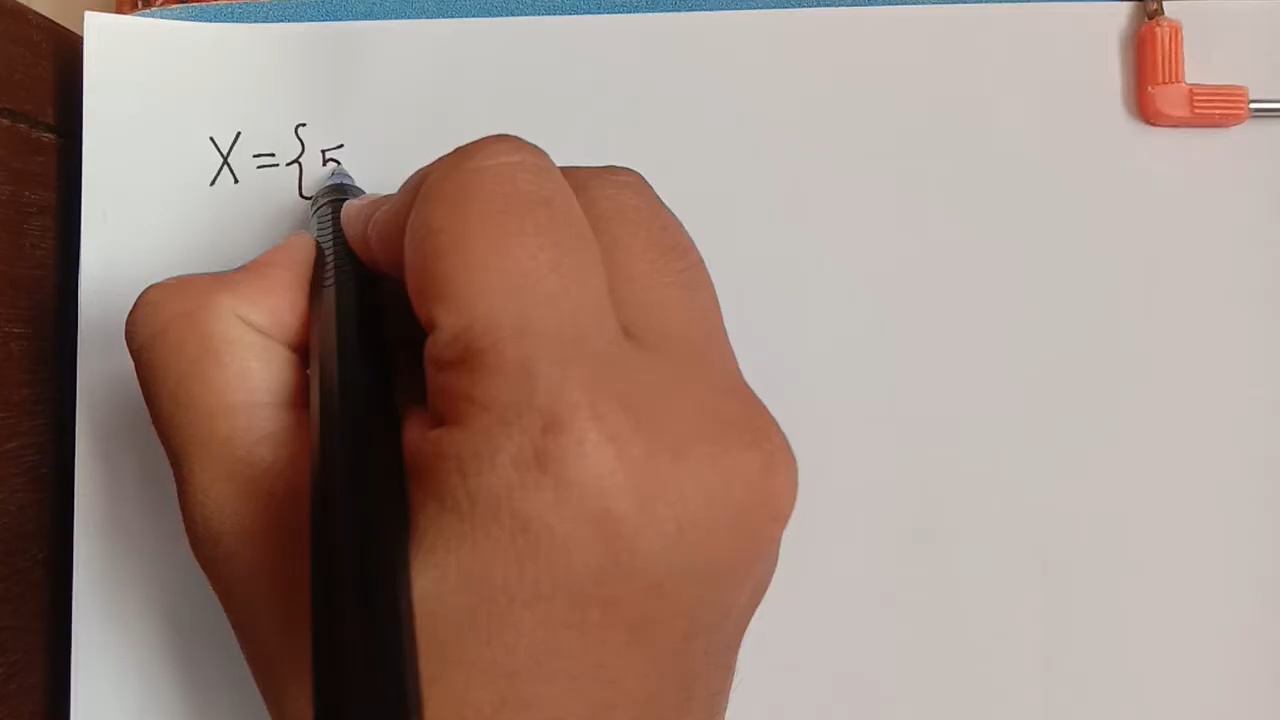 X = {5